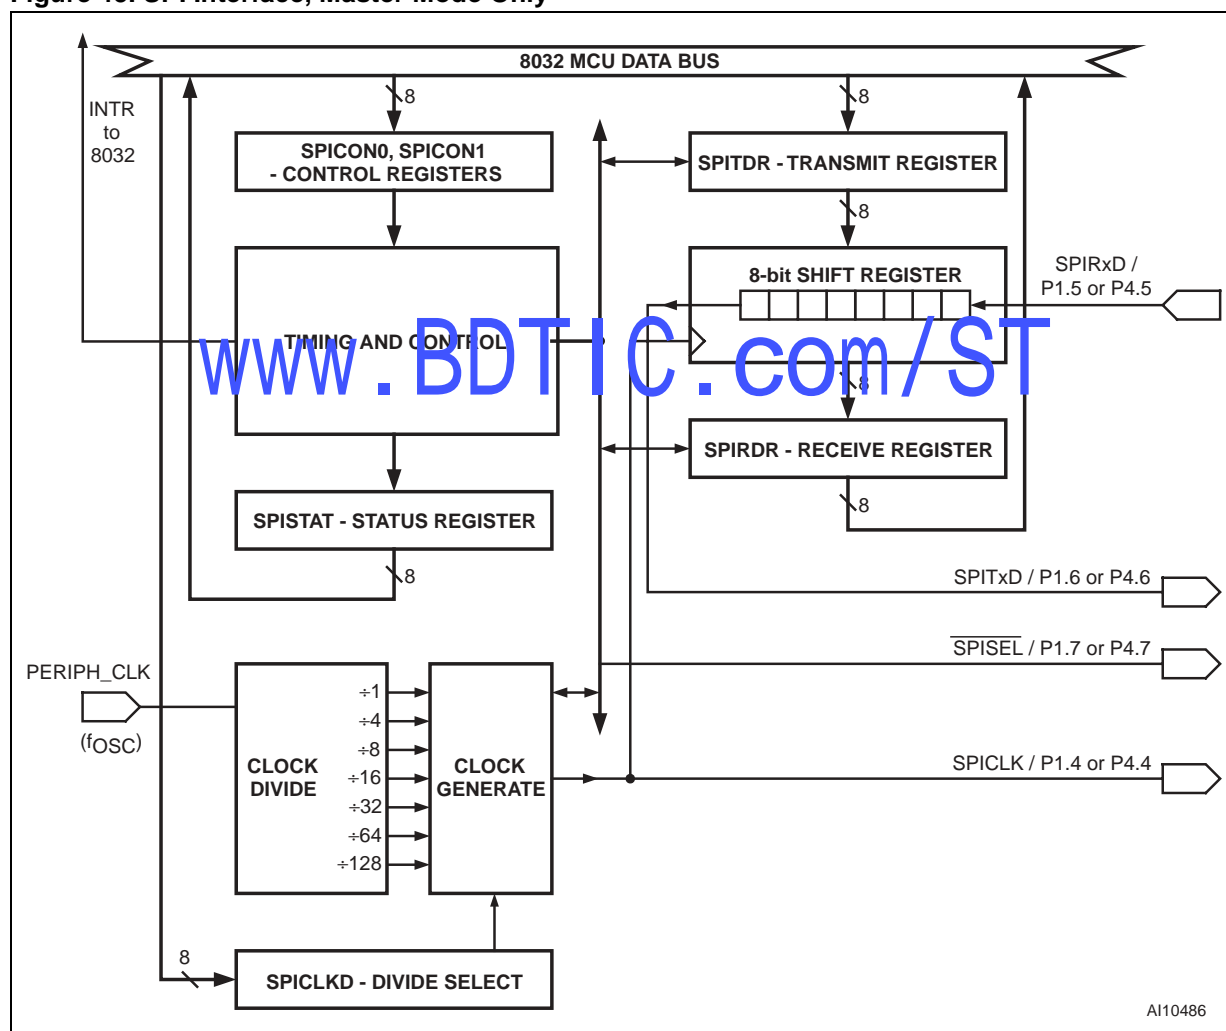 8032 MCU DATA BUS
INTR
to
8032
8
8
SPICON0, SPICON1
- CONTROL REGISTERS
SPITDR - TRANSMIT REGISTER
8
8-bit SHIFT REGISTER
SPIRxD /
P1.5 or P4.5
TIMING AND CONTROL
www.BDTIC.com/ST
8
SPIRDR - RECEIVE REGISTER
SPISTAT - STATUS REGISTER
8
8
SPITxD / P1.6 or P4.6
SPISEL / P1.7 or P4.7
PERIPH_CLK
(fOSC)
CLOCK
DIVIDE
÷1
÷4
÷8
÷16
÷32
÷64
÷128
CLOCK
GENERATE
SPICLK / P1.4 or P4.4
8
SPICLKD - DIVIDE SELECT
AI10486